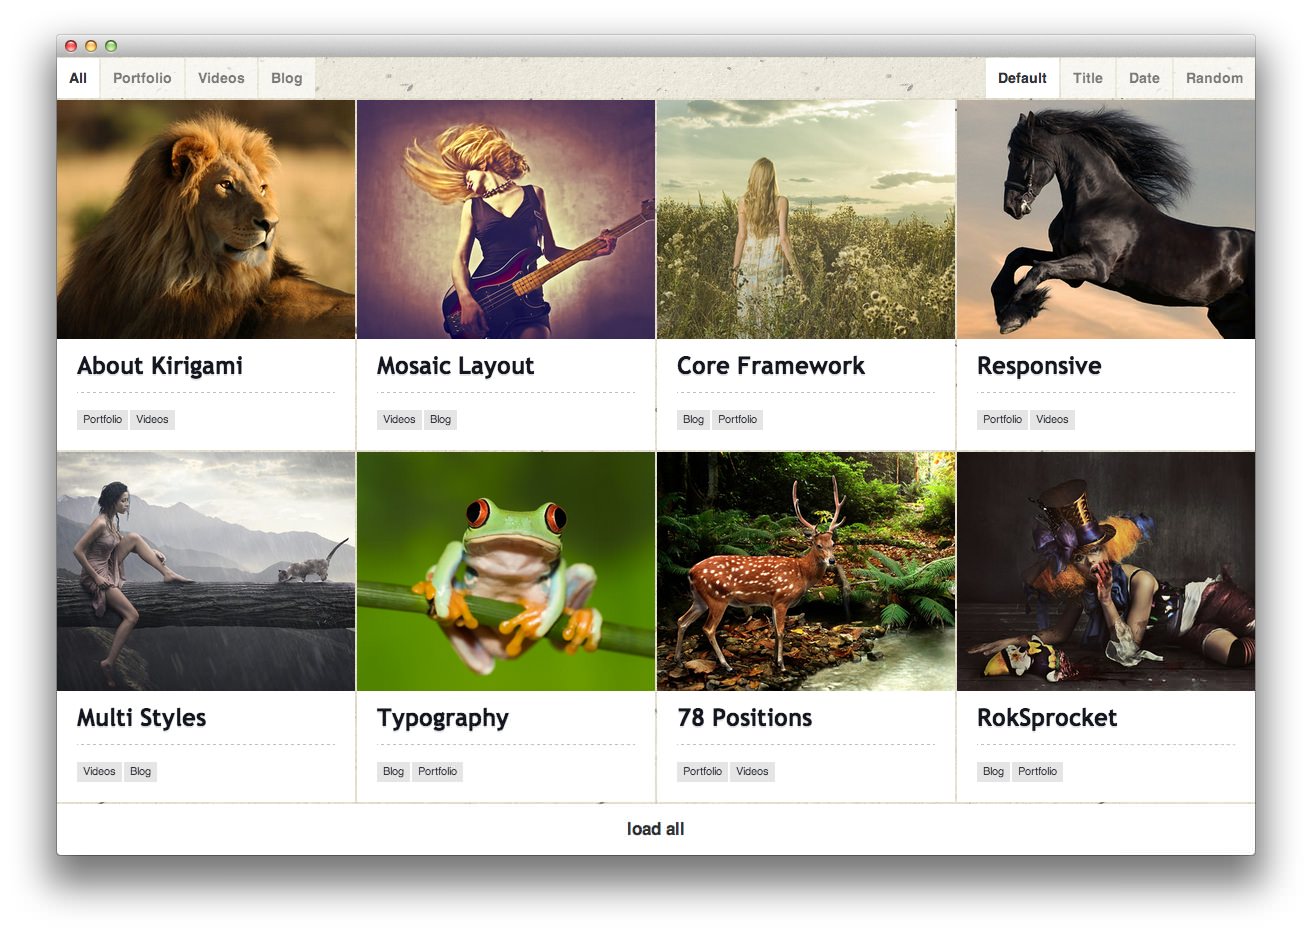 All Portfolio Videos Blog Default Title Date Random
About Kirigami
Portfolio Videos
Mosaic Layout
Videos Blog
Core Framework
Blog Portfolio
Responsive
Portfolio Videos
Multi Styles
Videos Blog
Typography
Blog Portfolio
78 Positions
Portfolio Videos
RokSprocket
Blog Portfolio
load all